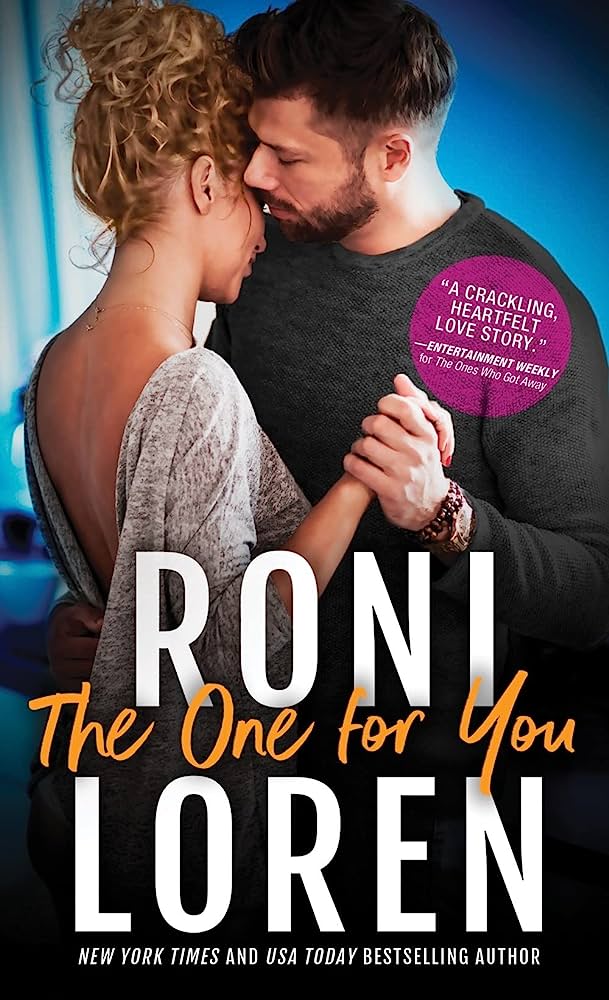 “A CRACKLING,
HEARTFELT
LOVE STORY.”
—ENTERTAINMENT WEEKLY
for The Ones Who Got Away
RONI
The One for You
LOREN
NEW YORK TIMES AND USA TODAY BESTSELLING AUTHOR